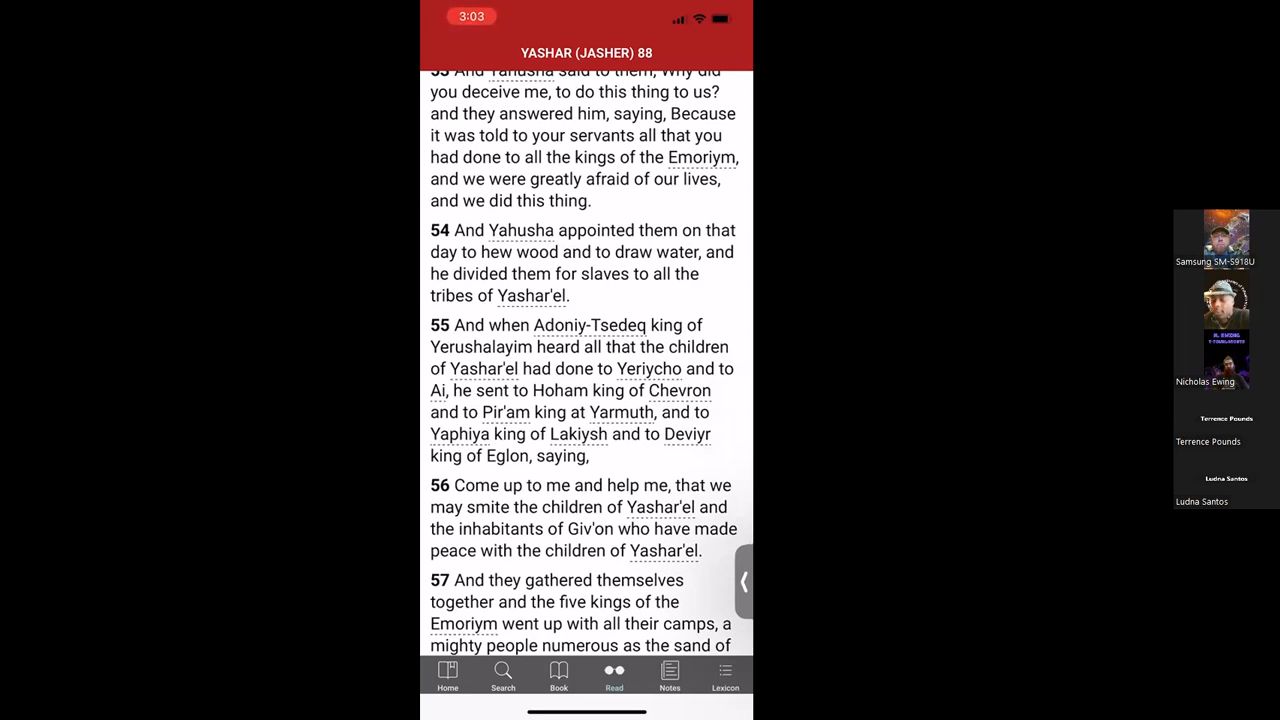 3:03
YASHAR (JASHER) 88
53 And Yahusha said to them, Why did
you deceive me, to do this thing to us?
and they answered him, saying, Because
it was told to your servants all that you
had done to all the kings of the Emoriym,
and we were greatly afraid of our lives,
and we did this thing.
54 And Yahusha appointed them on that
day to hew wood and to draw water, and
he divided them for slaves to all the
tribes of Yashar'el.
55 And when Adoniy-Tsedeq king of
Yerushalayim heard all that the children
of Yashar'el had done to Yeriycho and to
Ai, he sent to Hoham king of Chevron
and to Pir'am king at Yarmuth, and to
Yaphiya king of Lakiysh and to Deviyr
king of Eglon, saying,
56 Come up to me and help me, that we
may smite the children of Yashar'el and
the inhabitants of Giv'on who have made
peace with the children of Yashar'el.
57 And they gathered themselves
together and the five kings of the
Emoriym went up with all their camps, a
mighty people numerous as the sand of
Home
Search
Book
Read
Notes
Lexicon
Samsung SM-S918U
Nicholas Ewing
Terrence Pounds
Terrence Pounds
Ludna Santos
Ludna Santos